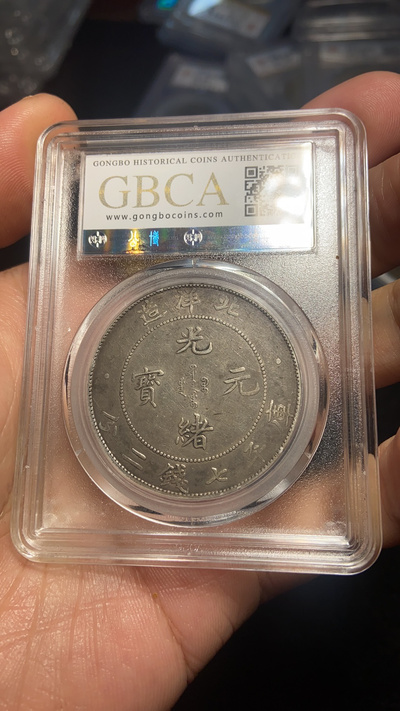 GONGBO HISTORICAL COINS AUTHENTICATION
GBCA
www.gongbocoins.com
北洋造
光緒元寶
庫平七錢二分